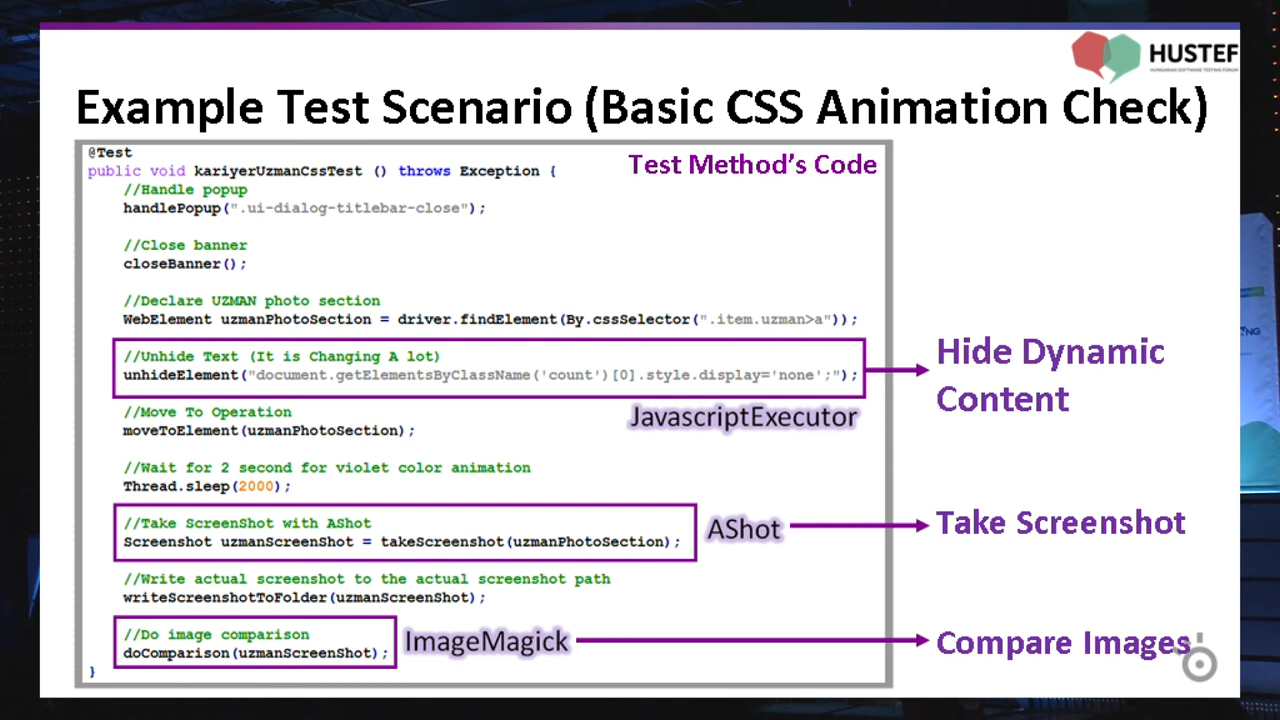 HUSTEF
HUNGARIAN SOFTWARE TESTING FORUM
Example Test Scenario (Basic CSS Animation Check)
Test Method's Code
@Test
public void kariyerUzmanCssTest () throws Exception {
//Handle popup
handlePopup(".ui-dialog-titlebar-close");
//Close banner
closeBanner();
//Declare UZMAN photo section
WebElement uzmanPhotoSection = driver.findElement(By.cssSelector(".item.uzman>a"));
//Unhide Text (It is Changing A lot)
unhideElement("document.getElementsByClassName('count')[0].style.display='none';");
Hide Dynamic
Content
JavascriptExecutor
//Move To Operation
moveToElement(uzmanPhotoSection);
//Wait for 2 second for violet color animation
Thread.sleep(2000);
//Take ScreenShot with AShot
Screenshot uzmanScreenShot = takeScreenshot(uzmanPhotoSection);
AShot
Take Screenshot
//Write actual screenshot to the actual screenshot path
writeScreenshotToFolder(uzmanScreenShot);
//Do image comparison
doComparison(uzmanScreenShot);
ImageMagick
Compare Images
}